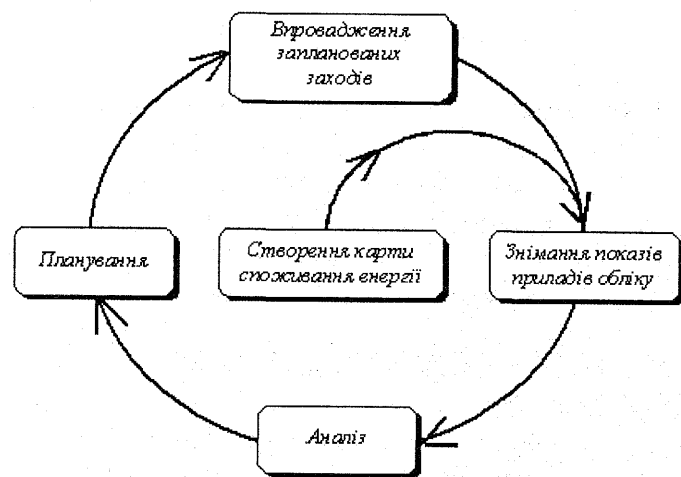 Впровадження
запланованих
заходів
Планування
Створення карти
споживання енергії
Знімання показів
приладів обліку
Аналіз